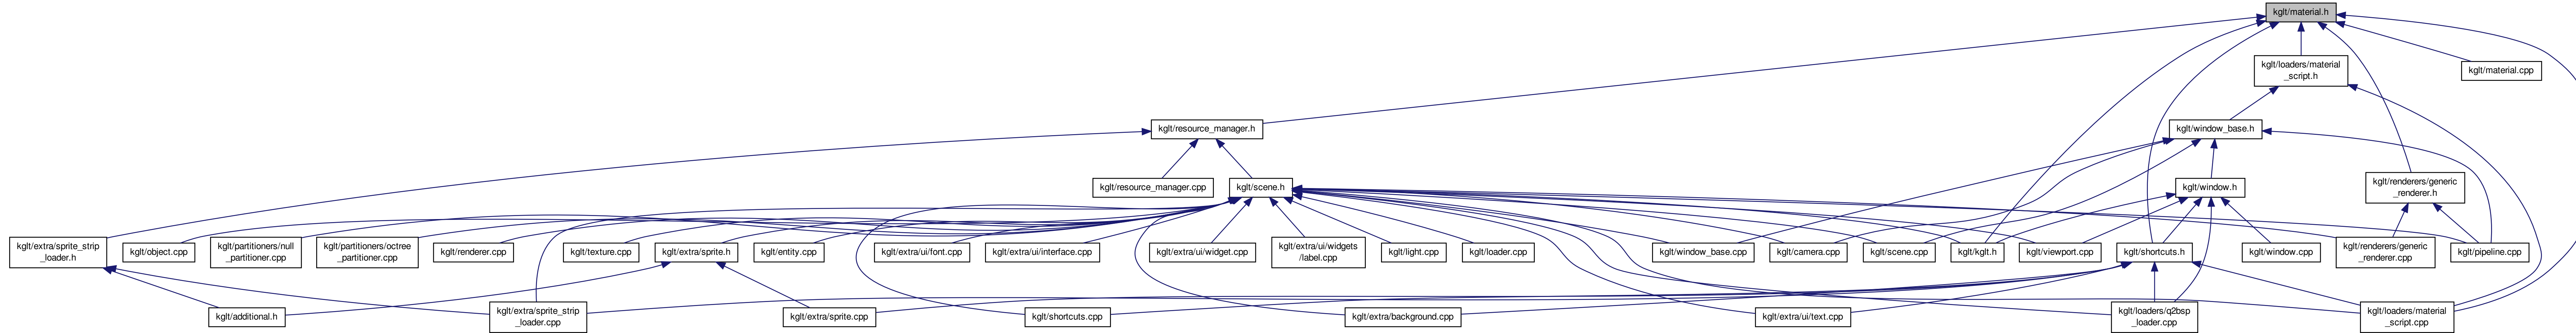 kglt/material.h
kglt/loaders/material
_script.h
kglt/material.cpp
kglt/resource_manager.h
kglt/window_base.h
kglt/resource_manager.cpp
kglt/scene.h
kglt/window.h
kglt/renderers/generic
_renderer.h
kglt/extra/sprite_strip
_loader.h
kglt/object.cpp
kglt/partitioners/null
_partitioner.cpp
kglt/partitioners/octree
_partitioner.cpp
kglt/renderer.cpp
kglt/texture.cpp
kglt/extra/sprite.h
kglt/entity.cpp
kglt/extra/ui/font.cpp
kglt/extra/ui/interface.cpp
kglt/extra/ui/widget.cpp
kglt/extra/ui/widgets
/label.cpp
kglt/light.cpp
kglt/loader.cpp
kglt/window_base.cpp
kglt/camera.cpp
kglt/scene.cpp
kglt/kglt.h
kglt/viewport.cpp
kglt/shortcuts.h
kglt/window.cpp
kglt/renderers/generic
_renderer.cpp
kglt/pipeline.cpp
kglt/additional.h
kglt/extra/sprite_strip
_loader.cpp
kglt/extra/sprite.cpp
kglt/shortcuts.cpp
kglt/extra/background.cpp
kglt/extra/ui/text.cpp
kglt/loaders/q2bsp
_loader.cpp
kglt/loaders/material
_script.cpp